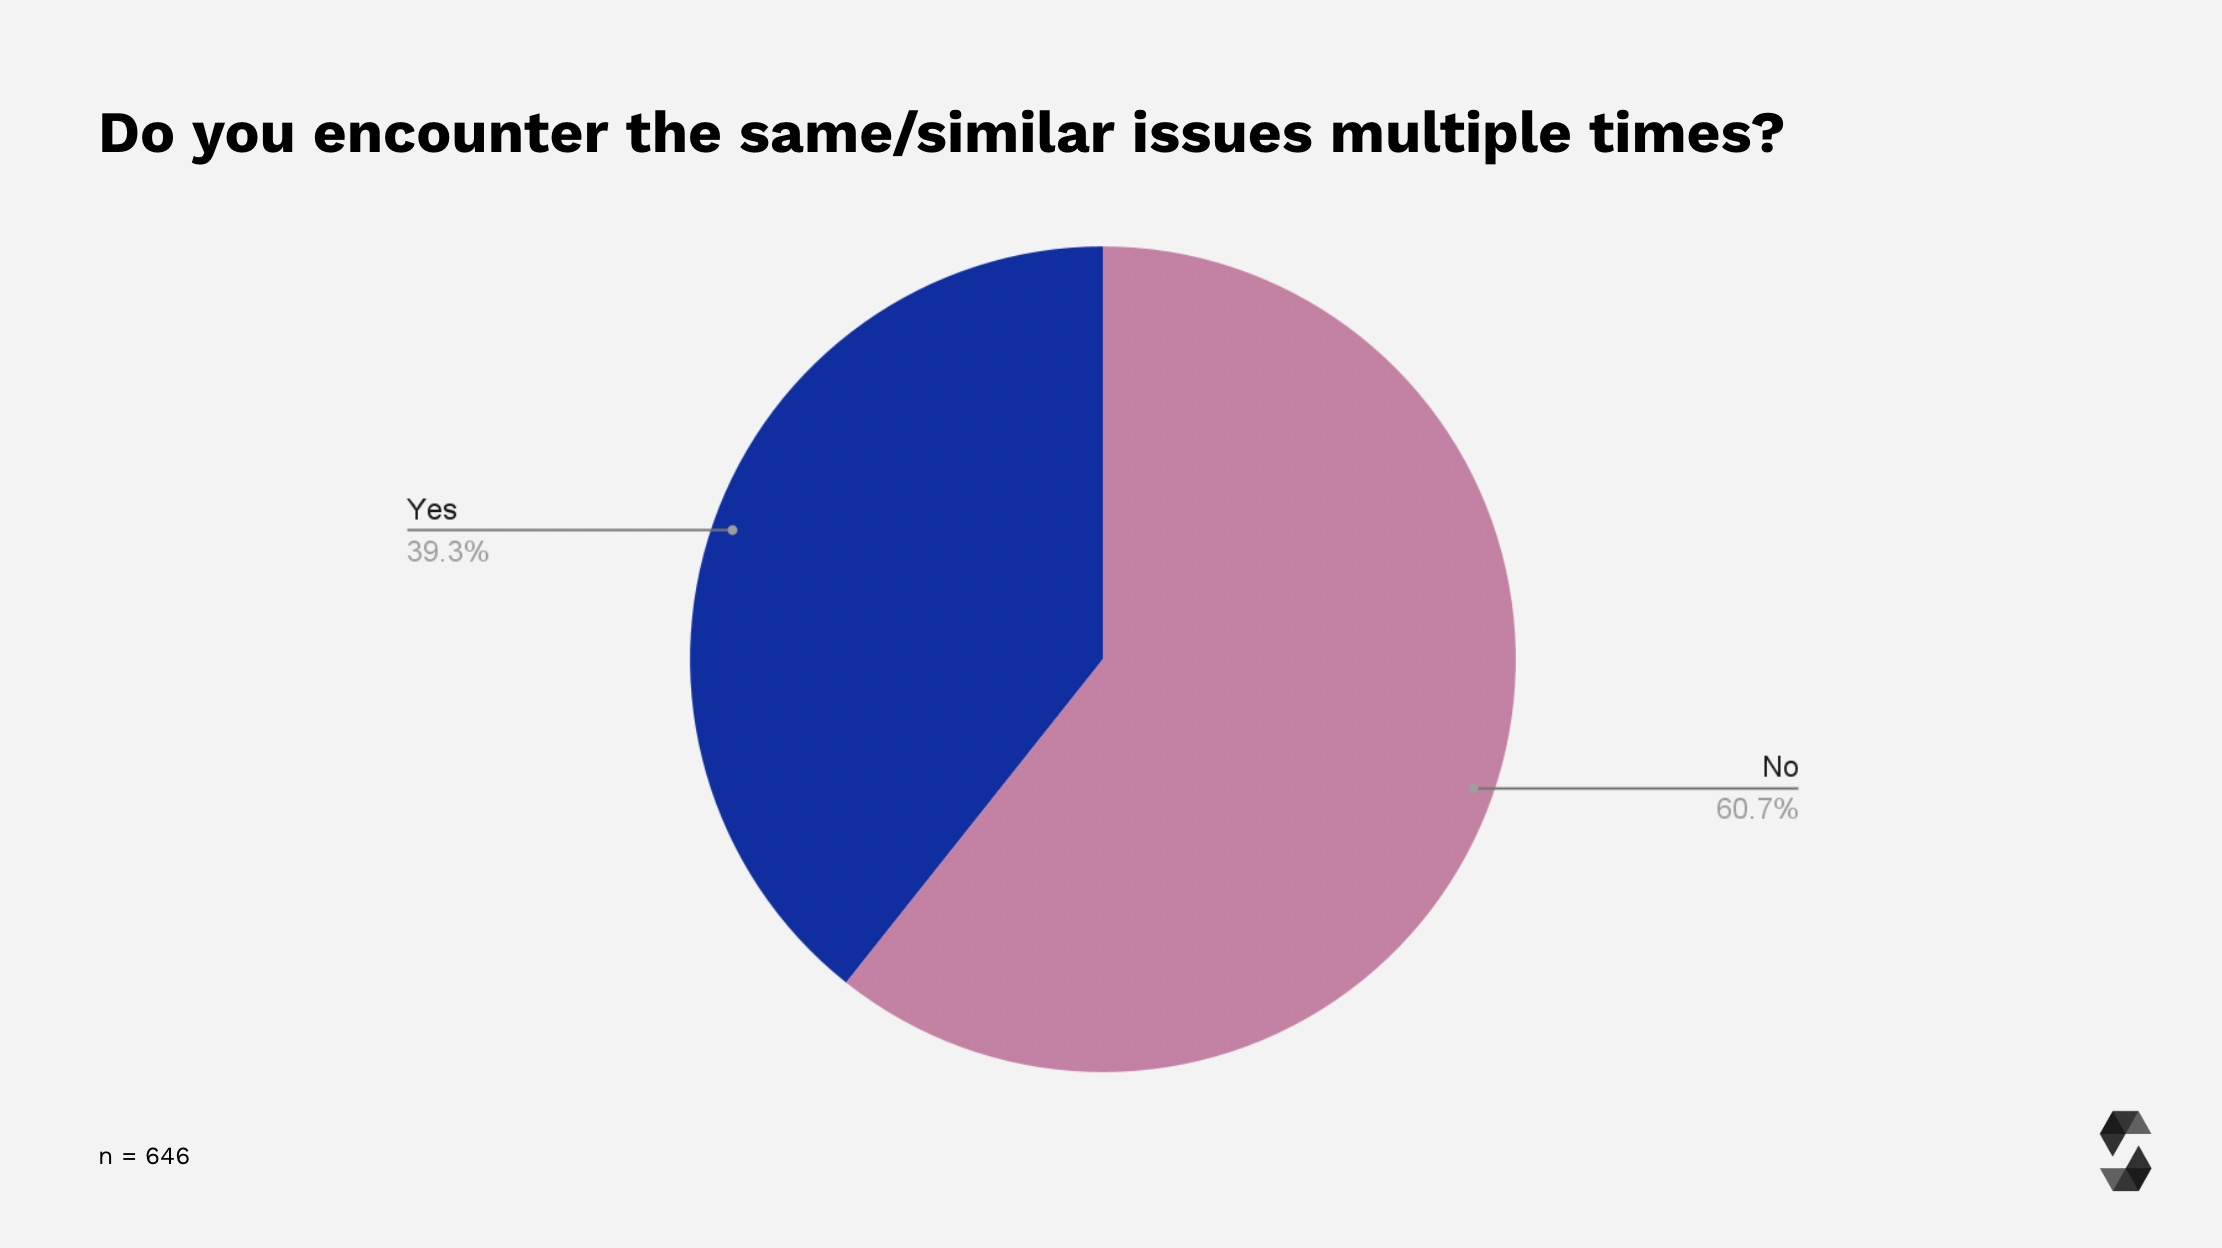 Do you encounter the same/similar issues multiple times?
Yes
39.3%
No
60.7%
n = 646